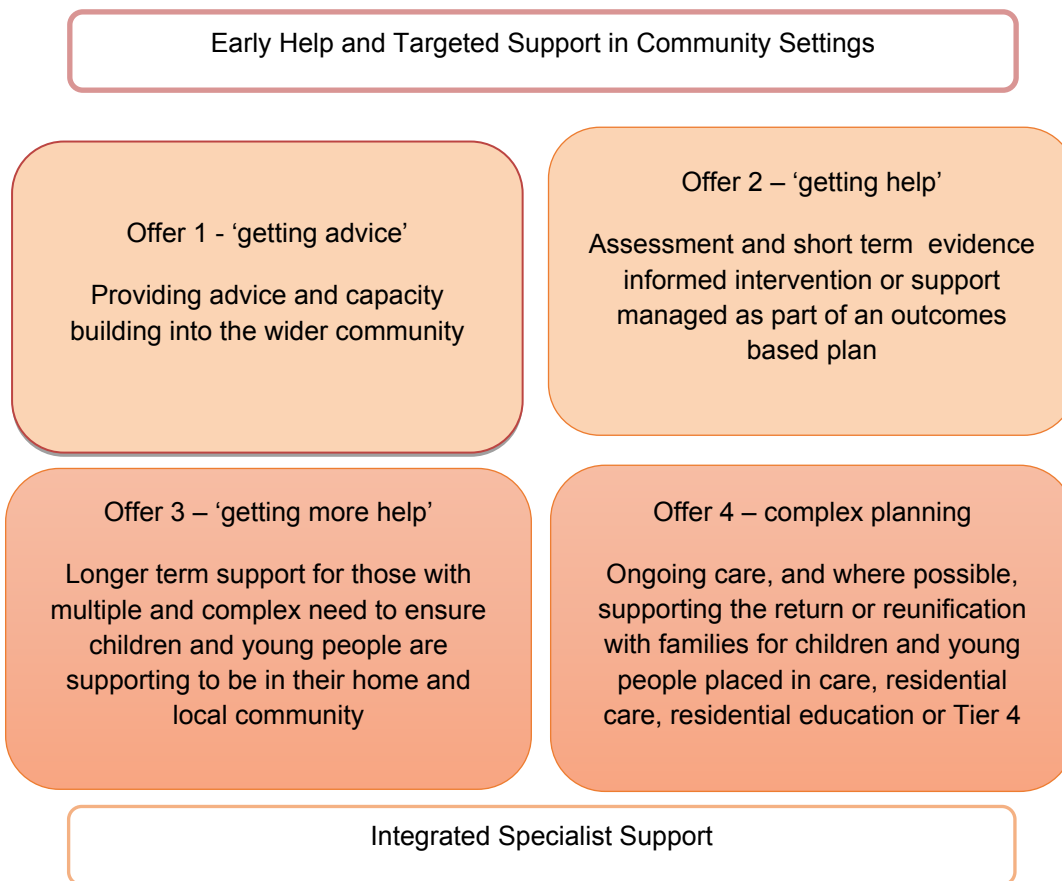 Early Help and Targeted Support in Community Settings
Offer 1 - ‘getting advice’
Providing advice and capacity
building into the wider community
Offer 2 – ‘getting help’
Assessment and short term  evidence
informed intervention or support
managed as part of an outcomes
based plan
Offer 3 – ‘getting more help’
Longer term support for those with
multiple and complex need to ensure
children and young people are
supporting to be in their home and
local community
Offer 4 – complex planning
Ongoing care, and where possible,
supporting the return or reunification
with families for children and young
people placed in care, residential
care, residential education or Tier 4
Integrated Specialist Support